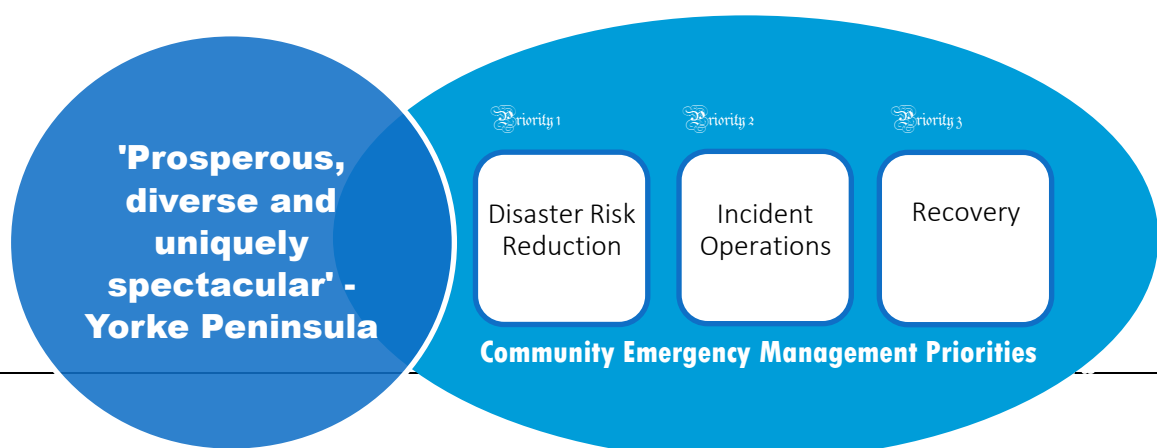 'Prosperous,
diverse and
uniquely
spectacular' -
Yorke Peninsula
Priority 1
Priority 2
Priority 3
Disaster Risk
Reduction
Incident
Operations
Recovery
Community Emergency Management Priorities